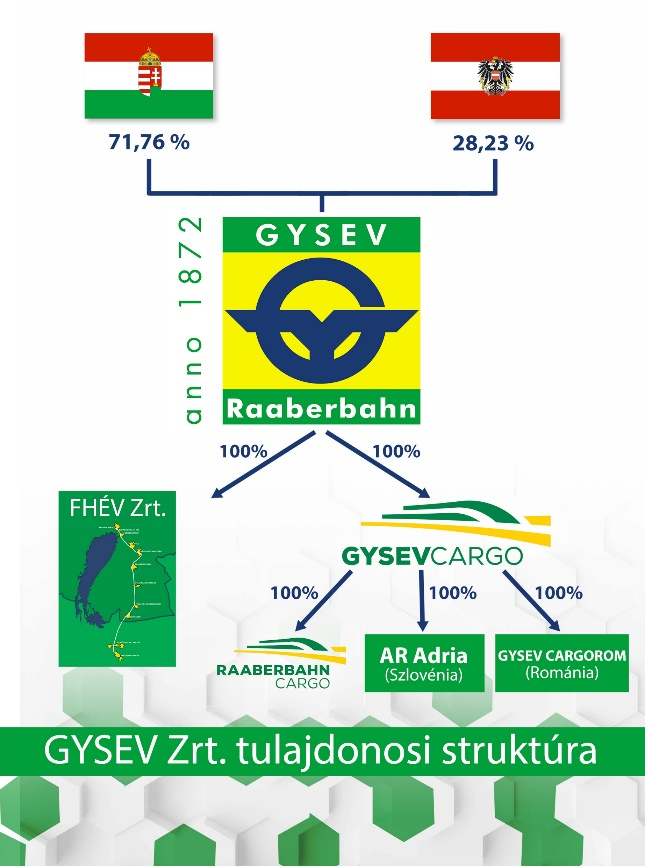 71,76 %
28,23 %
anno 1872
GYSEV
Raaberbahn
100%
100%
FHÉV Zrt.
GYSEVCARGO
100%
100%
100%
RAABERBAHN
CARGO
AR Adria
(Szlovénia)
GYSEV CARGOROM
(Románia)
GYSEV Zrt. tulajdonosi struktúra